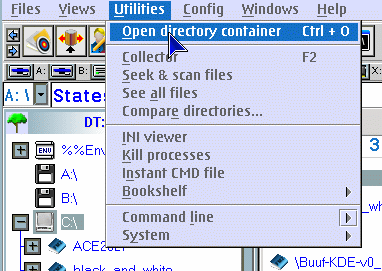 Files Views Utilities Config Windows Help
Open directory container Ctrl + O
Collector F2
Seek & scan files
See all files
Compare directories...
INI viewer
Kill processes
Instant CMD file
Bookshelf
Command line
System
A: B:
A: \ States
DT:
%%Env
A:\
B:\
C:\
ACE2027
black_and_white
3
_wh
\Buuf-KDE-v0_